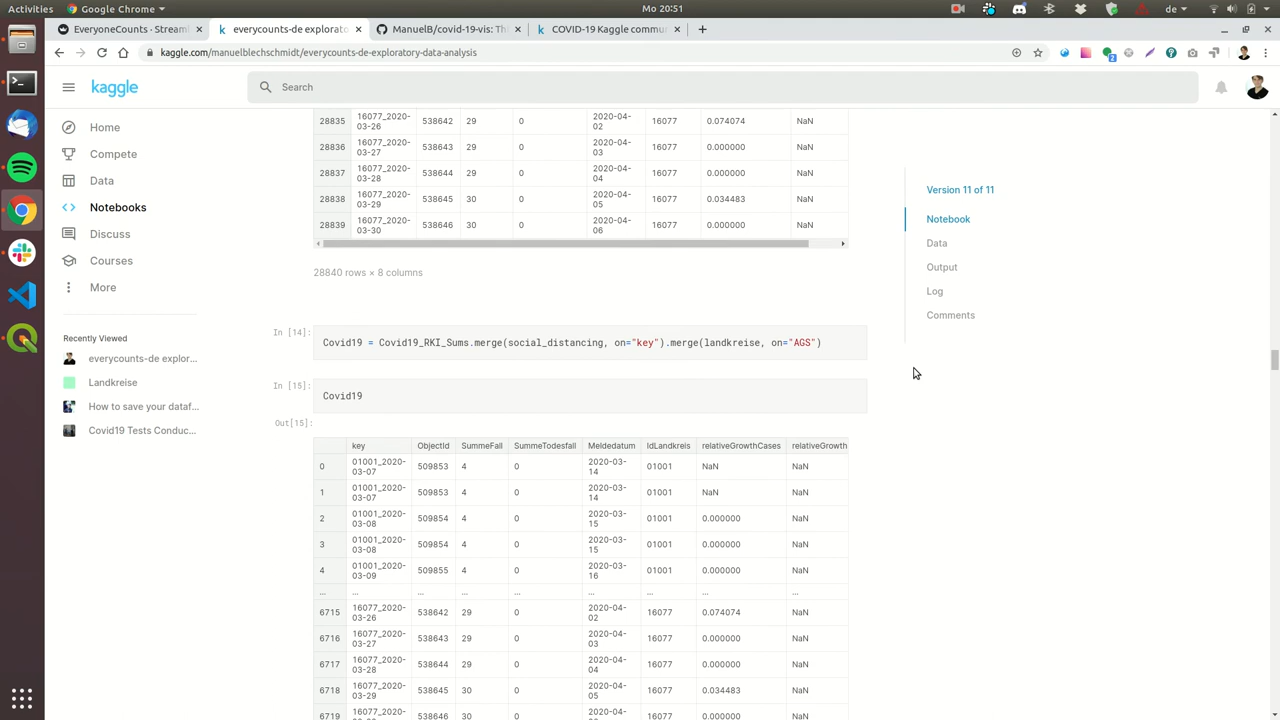 Activities Google Chrome Mo 20:51 de
EveryoneCounts · Streamli × everycounts-de explorato × ManuelB/covid-19-vis: Th × COVID-19 Kaggle commu × +
kaggle.com/manuelblechschmidt/everycounts-de-exploratory-data-analysis
kaggle Search
Home
Compete
Data
Notebooks
Discuss
Courses
More
Recently Viewed
everycounts-de explor...
Landkreise
How to save your dataf...
Covid19 Tests Conduc...
28835 16077_2020-03-26 538642 29 0 2020-04-02 16077 0.074074 NaN
28836 16077_2020-03-27 538643 29 0 2020-04-03 16077 0.000000 NaN
28837 16077_2020-03-28 538644 29 0 2020-04-04 16077 0.000000 NaN
28838 16077_2020-03-29 538645 30 0 2020-04-05 16077 0.034483 NaN
28839 16077_2020-03-30 538646 30 0 2020-04-06 16077 0.000000 NaN
28840 rows × 8 columns
In [14]: Covid19 = Covid19_RKI_Sums.merge(social_distancing, on="key").merge(landkreise, on="AGS")
In [15]: Covid19
Out[15]:
key ObjectId SummeFall SummeTodesfall Meldedatum IdLandkreis relativeGrowthCases relativeGrowth
0 01001_2020-03-07 509853 4 0 2020-03-14 01001 NaN NaN
1 01001_2020-03-07 509853 4 0 2020-03-14 01001 NaN NaN
2 01001_2020-03-08 509854 4 0 2020-03-15 01001 0.000000 NaN
3 01001_2020-03-08 509854 4 0 2020-03-15 01001 0.000000 NaN
4 01001_2020-03-09 509855 4 0 2020-03-16 01001 0.000000 NaN
... ... ... ... ... ... ... ... ...
6715 16077_2020-03-26 538642 29 0 2020-04-02 16077 0.074074 NaN
6716 16077_2020-03-27 538643 29 0 2020-04-03 16077 0.000000 NaN
6717 16077_2020-03-28 538644 29 0 2020-04-04 16077 0.000000 NaN
6718 16077_2020-03-29 538645 30 0 2020-04-05 16077 0.034483 NaN
6719 16077_2020- 538646 30 0 2020-04- 16077 0.000000 NaN
Version 11 of 11
Notebook
Data
Output
Log
Comments